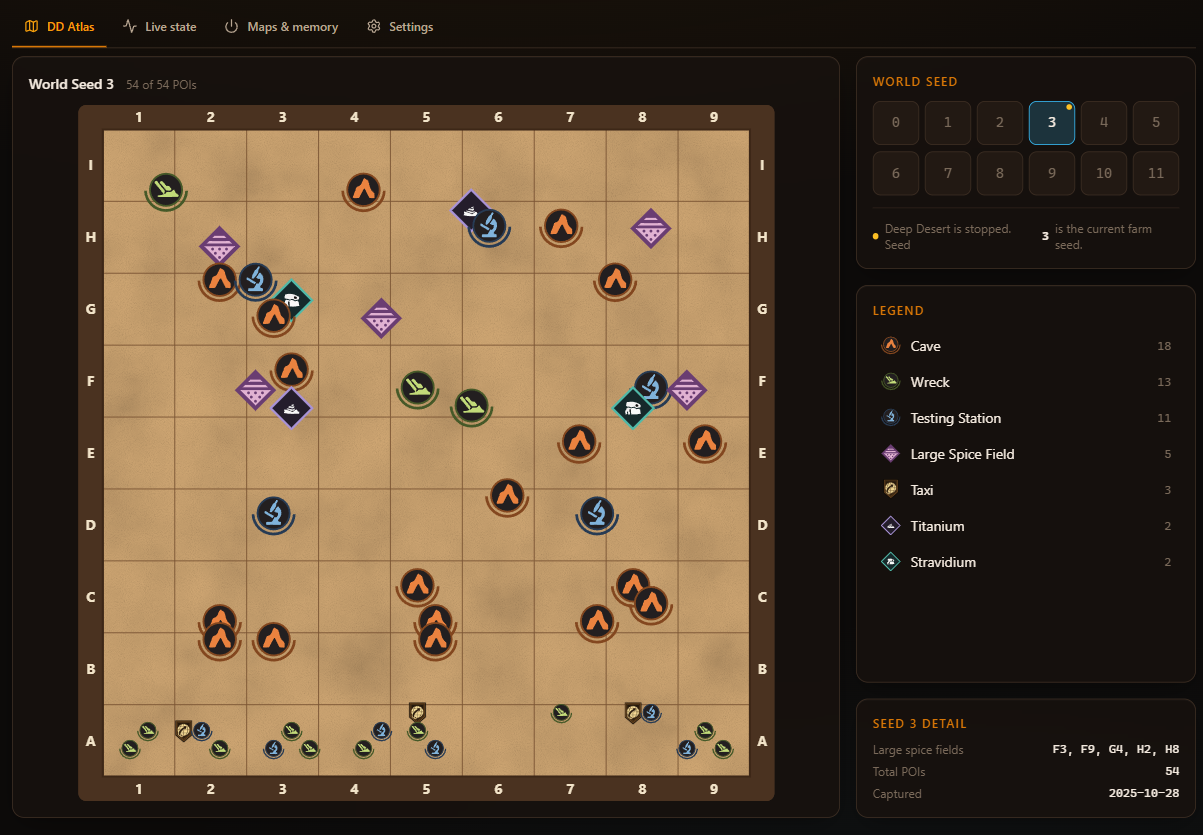 DD Atlas Live state Maps & memory Settings
World Seed 3 54 of 54 POIs
1 2 3 4 5 6 7 8 9
I I
H H
G G
F F
E E
D D
C C
B B
A A
1 2 3 4 5 6 7 8 9
WORLD SEED
0 1 2 3 4 5
6 7 8 9 10 11
Deep Desert is stopped. Seed
3 is the current farm seed.
LEGEND
Cave 18
Wreck 13
Testing Station 11
Large Spice Field 5
Taxi 3
Titanium 2
Stravidium 2
SEED 3 DETAIL
Large spice fields F3, F9, G4, H2, H8
Total POIs 54
Captured 2025-10-28